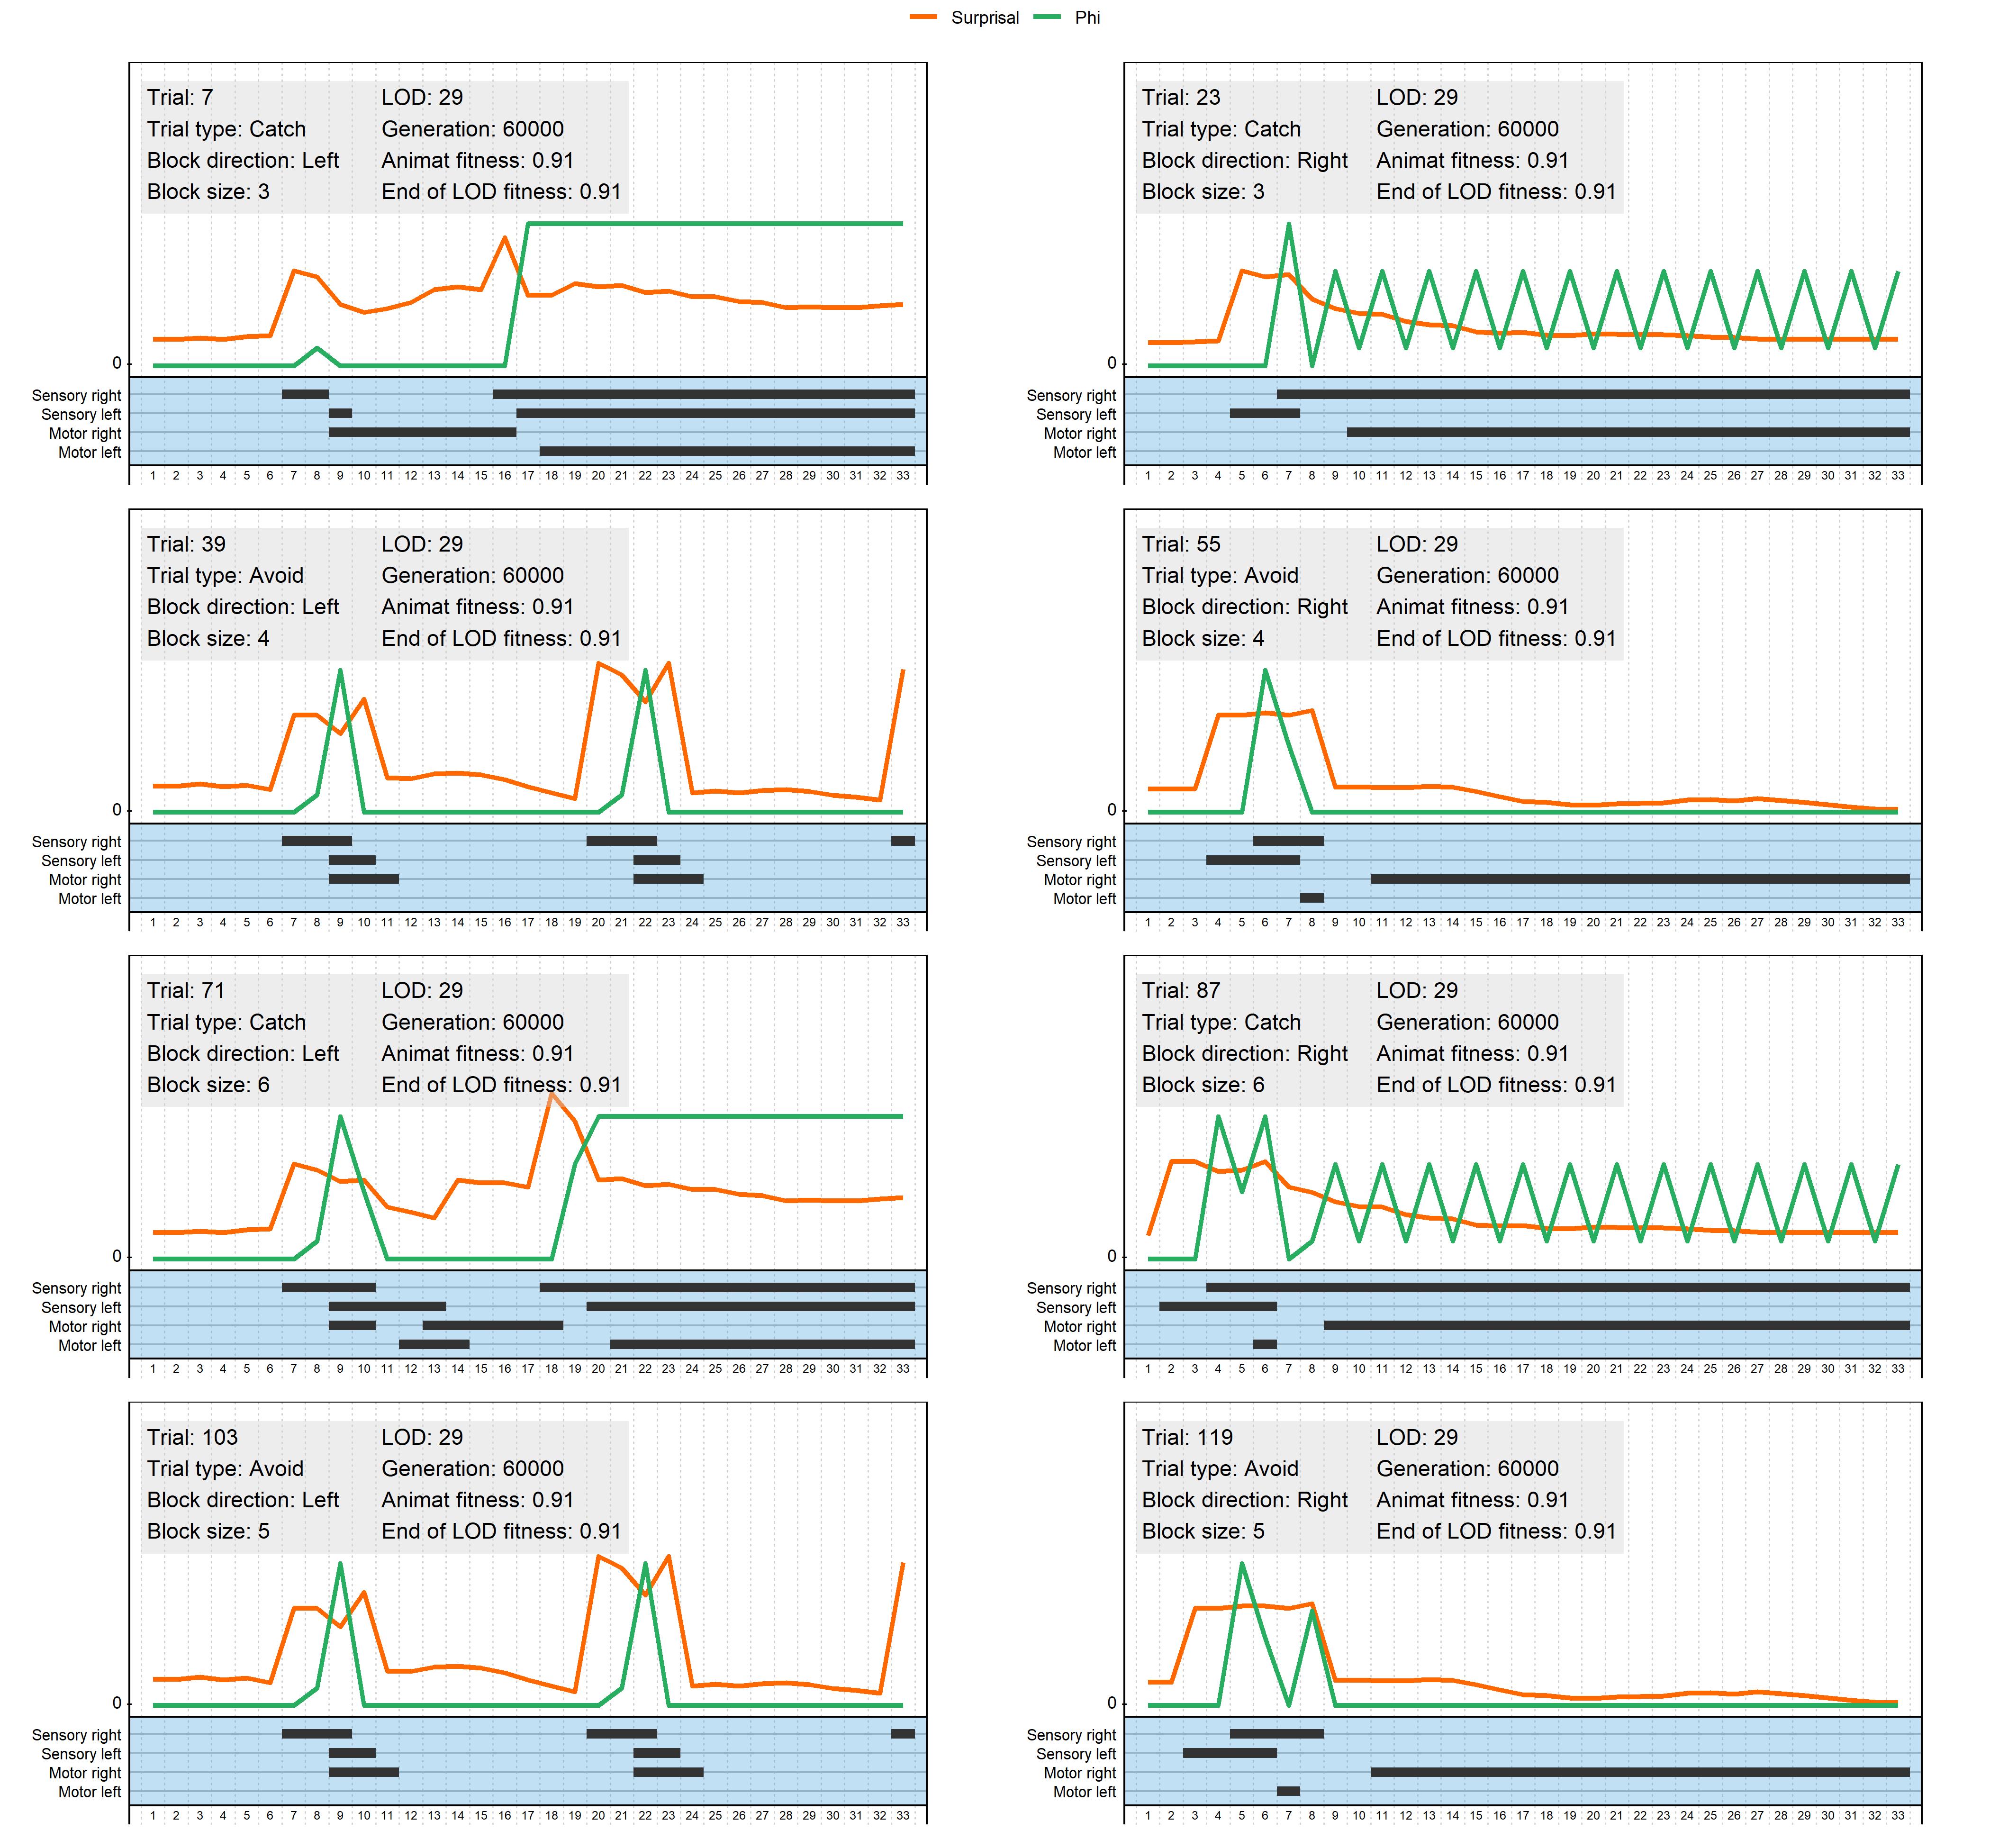 Surprisal Phi
Trial: 7 LOD: 29
Trial type: Catch Generation: 60000
Block direction: Left Animat fitness: 0.91
Block size: 3 End of LOD fitness: 0.91
0
Sensory right
Sensory left
Motor right
Motor left
1 2 3 4 5 6 7 8 9 10 11 12 13 14 15 16 17 18 19 20 21 22 23 24 25 26 27 28 29 30 31 32 33
Trial: 23 LOD: 29
Trial type: Catch Generation: 60000
Block direction: Right Animat fitness: 0.91
Block size: 3 End of LOD fitness: 0.91
0
Sensory right
Sensory left
Motor right
Motor left
1 2 3 4 5 6 7 8 9 10 11 12 13 14 15 16 17 18 19 20 21 22 23 24 25 26 27 28 29 30 31 32 33
Trial: 39 LOD: 29
Trial type: Avoid Generation: 60000
Block direction: Left Animat fitness: 0.91
Block size: 4 End of LOD fitness: 0.91
0
Sensory right
Sensory left
Motor right
Motor left
1 2 3 4 5 6 7 8 9 10 11 12 13 14 15 16 17 18 19 20 21 22 23 24 25 26 27 28 29 30 31 32 33
Trial: 55 LOD: 29
Trial type: Avoid Generation: 60000
Block direction: Right Animat fitness: 0.91
Block size: 4 End of LOD fitness: 0.91
0
Sensory right
Sensory left
Motor right
Motor left
1 2 3 4 5 6 7 8 9 10 11 12 13 14 15 16 17 18 19 20 21 22 23 24 25 26 27 28 29 30 31 32 33
Trial: 71 LOD: 29
Trial type: Catch Generation: 60000
Block direction: Left Animat fitness: 0.91
Block size: 6 End of LOD fitness: 0.91
0
Sensory right
Sensory left
Motor right
Motor left
1 2 3 4 5 6 7 8 9 10 11 12 13 14 15 16 17 18 19 20 21 22 23 24 25 26 27 28 29 30 31 32 33
Trial: 87 LOD: 29
Trial type: Catch Generation: 60000
Block direction: Right Animat fitness: 0.91
Block size: 6 End of LOD fitness: 0.91
0
Sensory right
Sensory left
Motor right
Motor left
1 2 3 4 5 6 7 8 9 10 11 12 13 14 15 16 17 18 19 20 21 22 23 24 25 26 27 28 29 30 31 32 33
Trial: 103 LOD: 29
Trial type: Avoid Generation: 60000
Block direction: Left Animat fitness: 0.91
Block size: 5 End of LOD fitness: 0.91
0
Sensory right
Sensory left
Motor right
Motor left
1 2 3 4 5 6 7 8 9 10 11 12 13 14 15 16 17 18 19 20 21 22 23 24 25 26 27 28 29 30 31 32 33
Trial: 119 LOD: 29
Trial type: Avoid Generation: 60000
Block direction: Right Animat fitness: 0.91
Block size: 5 End of LOD fitness: 0.91
0
Sensory right
Sensory left
Motor right
Motor left
1 2 3 4 5 6 7 8 9 10 11 12 13 14 15 16 17 18 19 20 21 22 23 24 25 26 27 28 29 30 31 32 33